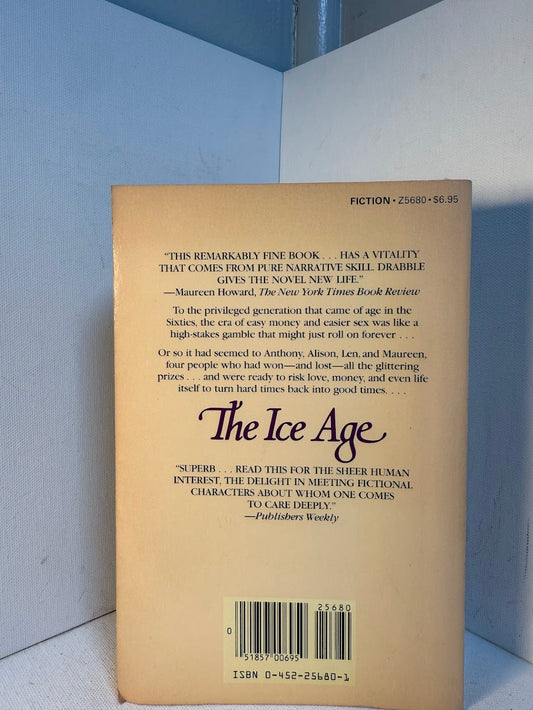 FICTION • Z5680 • $6.95
"THIS REMARKABLY FINE BOOK . . . HAS A VITALITY
THAT COMES FROM PURE NARRATIVE SKILL. DRABBLE
GIVES THE NOVEL NEW LIFE."
—Maureen Howard, The New York Times Book Review
To the privileged generation that came of age in the
Sixties, the era of easy money and easier sex was like a
high-stakes gamble that might just roll on forever . . .
Or so it had seemed to Anthony, Alison, Len, and Maureen,
four people who had won—and lost—all the glittering
prizes . . . and were ready to risk love, money, and even life
itself to turn hard times back into good times. . . .
The Ice Age
"SUPERB . . . READ THIS FOR THE SHEER HUMAN
INTEREST, THE DELIGHT IN MEETING FICTIONAL
CHARACTERS ABOUT WHOM ONE COMES
TO CARE DEEPLY."
—Publishers Weekly
25680
0
51857 00695
ISBN 0-452-25680-1